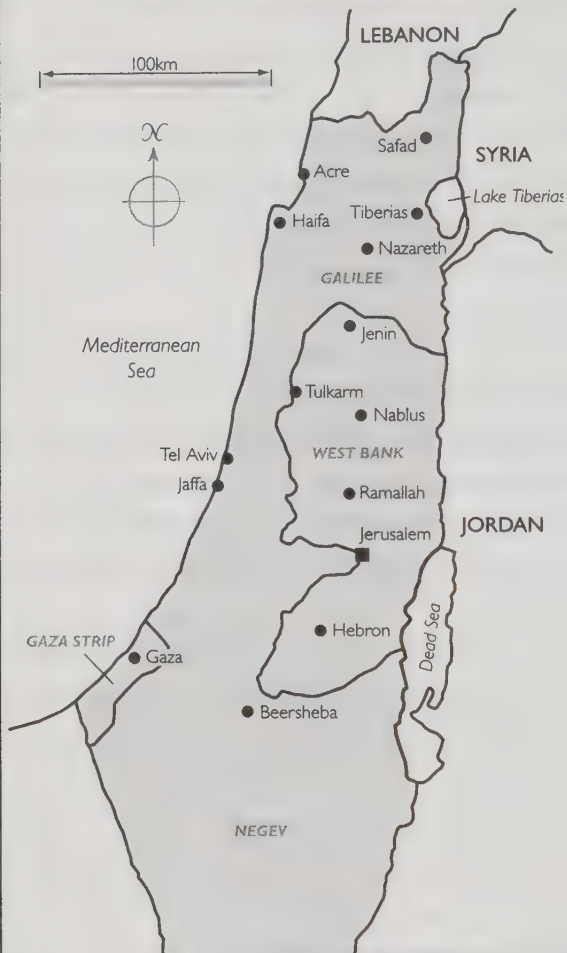 LEBANON
100km
N
Safad
SYRIA
Acre
Lake Tiberias
Tiberias
Haifa
Nazareth
GALILEE
Jenin
Mediterranean
Sea
Tulkarm
Nablus
Tel Aviv
WEST BANK
Jaffa
Ramallah
JORDAN
Jerusalem
Dead Sea
Hebron
GAZA STRIP
Gaza
Beersheba
NEGEV